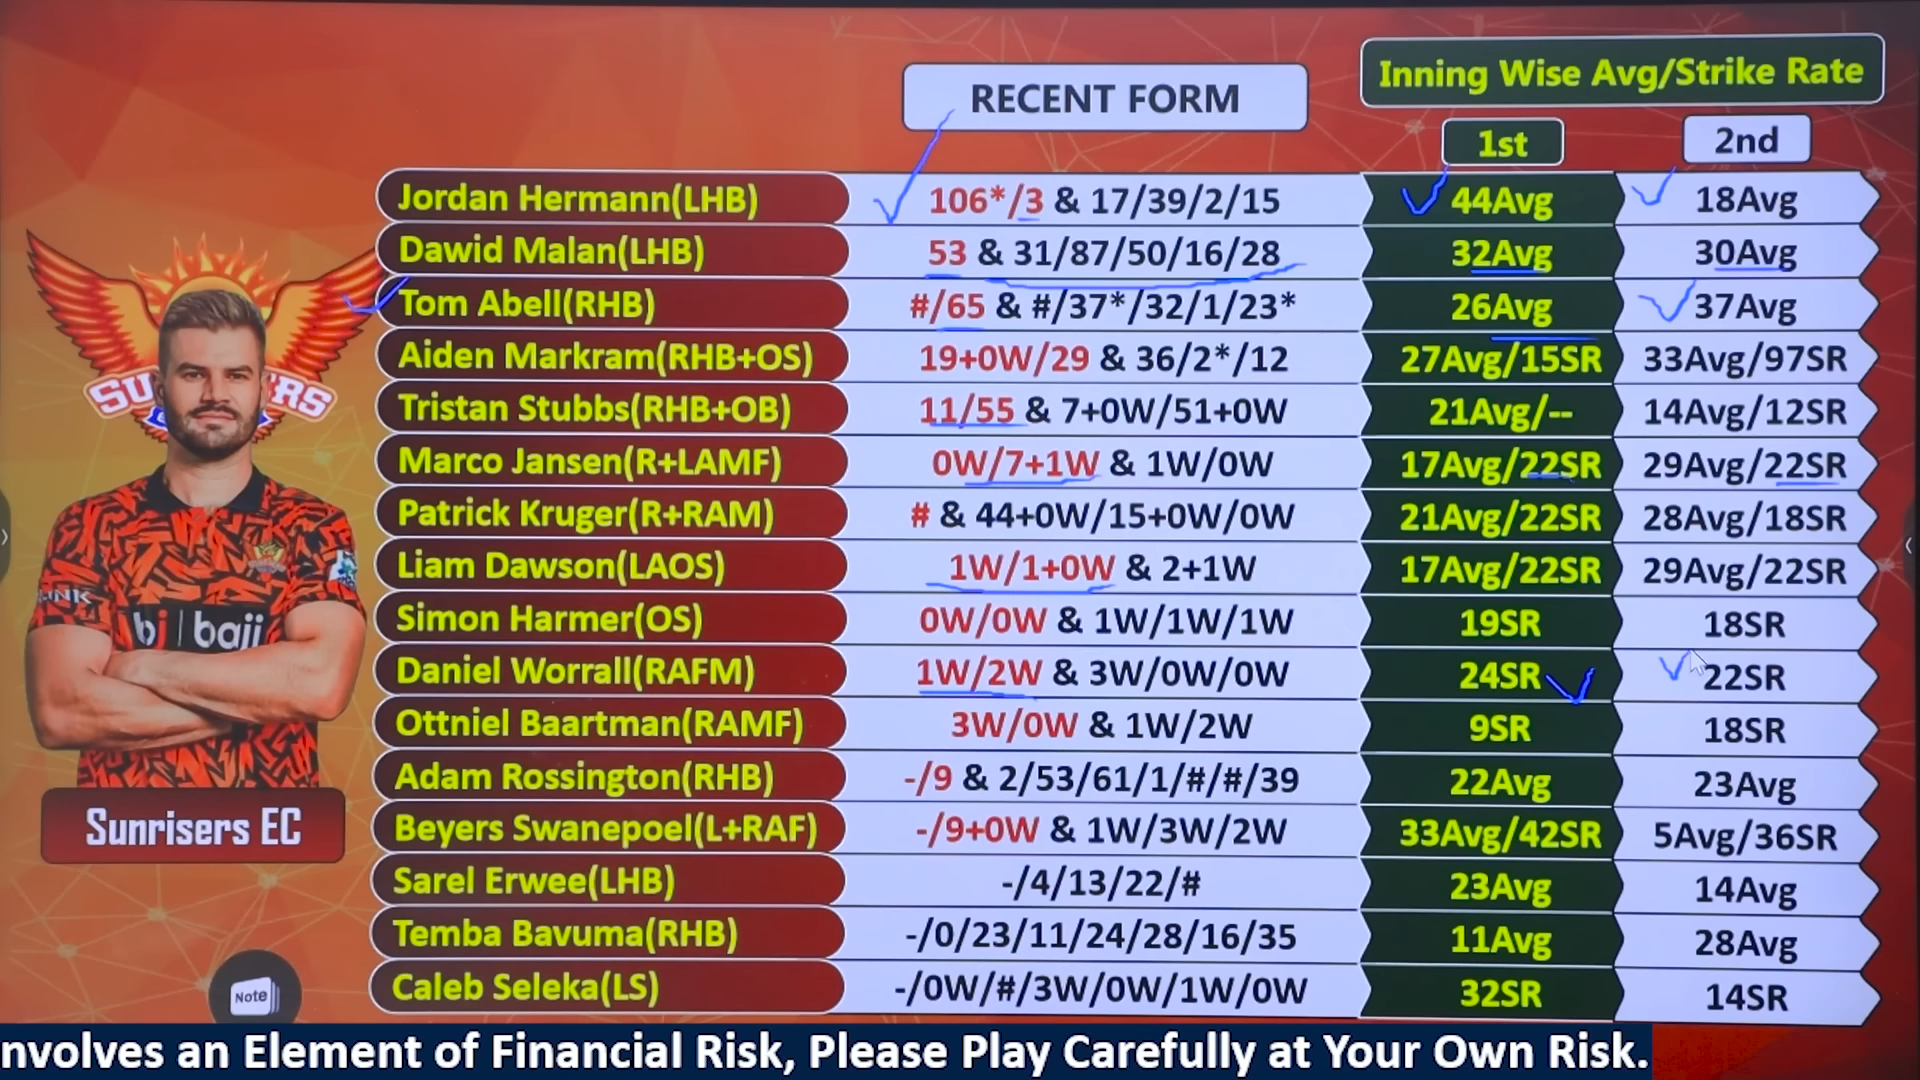 Inning Wise Avg/Strike Rate
RECENT FORM
1st 2nd
Jordan Hermann(LHB) 106*/3 & 17/39/2/15 44Avg 18Avg
Dawid Malan(LHB) 53 & 31/87/50/16/28 32Avg 30Avg
Tom Abell(RHB) #/65 & #/37*/32/1/23* 26Avg 37Avg
Aiden Markram(RHB+OS) 19+0W/29 & 36/2*/12 27Avg/15SR 33Avg/97SR
Tristan Stubbs(RHB+OB) 11/55 & 7+0W/51+0W 21Avg/-- 14Avg/12SR
Marco Jansen(R+LAMF) 0W/7+1W & 1W/0W 17Avg/22SR 29Avg/22SR
Patrick Kruger(R+RAM) # & 44+0W/15+0W/0W 21Avg/22SR 28Avg/18SR
Liam Dawson(LAOS) 1W/1+0W & 2+1W 17Avg/22SR 29Avg/22SR
Simon Harmer(OS) 0W/0W & 1W/1W/1W 19SR 18SR
Daniel Worrall(RAFM) 1W/2W & 3W/0W/0W 24SR 22SR
Ottniel Baartman(RAMF) 3W/0W & 1W/2W 9SR 18SR
Adam Rossington(RHB) -/9 & 2/53/61/1/#/#/39 22Avg 23Avg
Beyers Swanepoel(L+RAF) -/9+0W & 1W/3W/2W 33Avg/42SR 5Avg/36SR
Sarel Erwee(LHB) -/4/13/22/# 23Avg 14Avg
Temba Bavuma(RHB) -/0/23/11/24/28/16/35 11Avg 28Avg
Caleb Seleka(LS) -/0W/#/3W/0W/1W/0W 32SR 14SR
bj | baji
Sunrisers EC
Note
nvolves an Element of Financial Risk, Please Play Carefully at Your Own Risk.